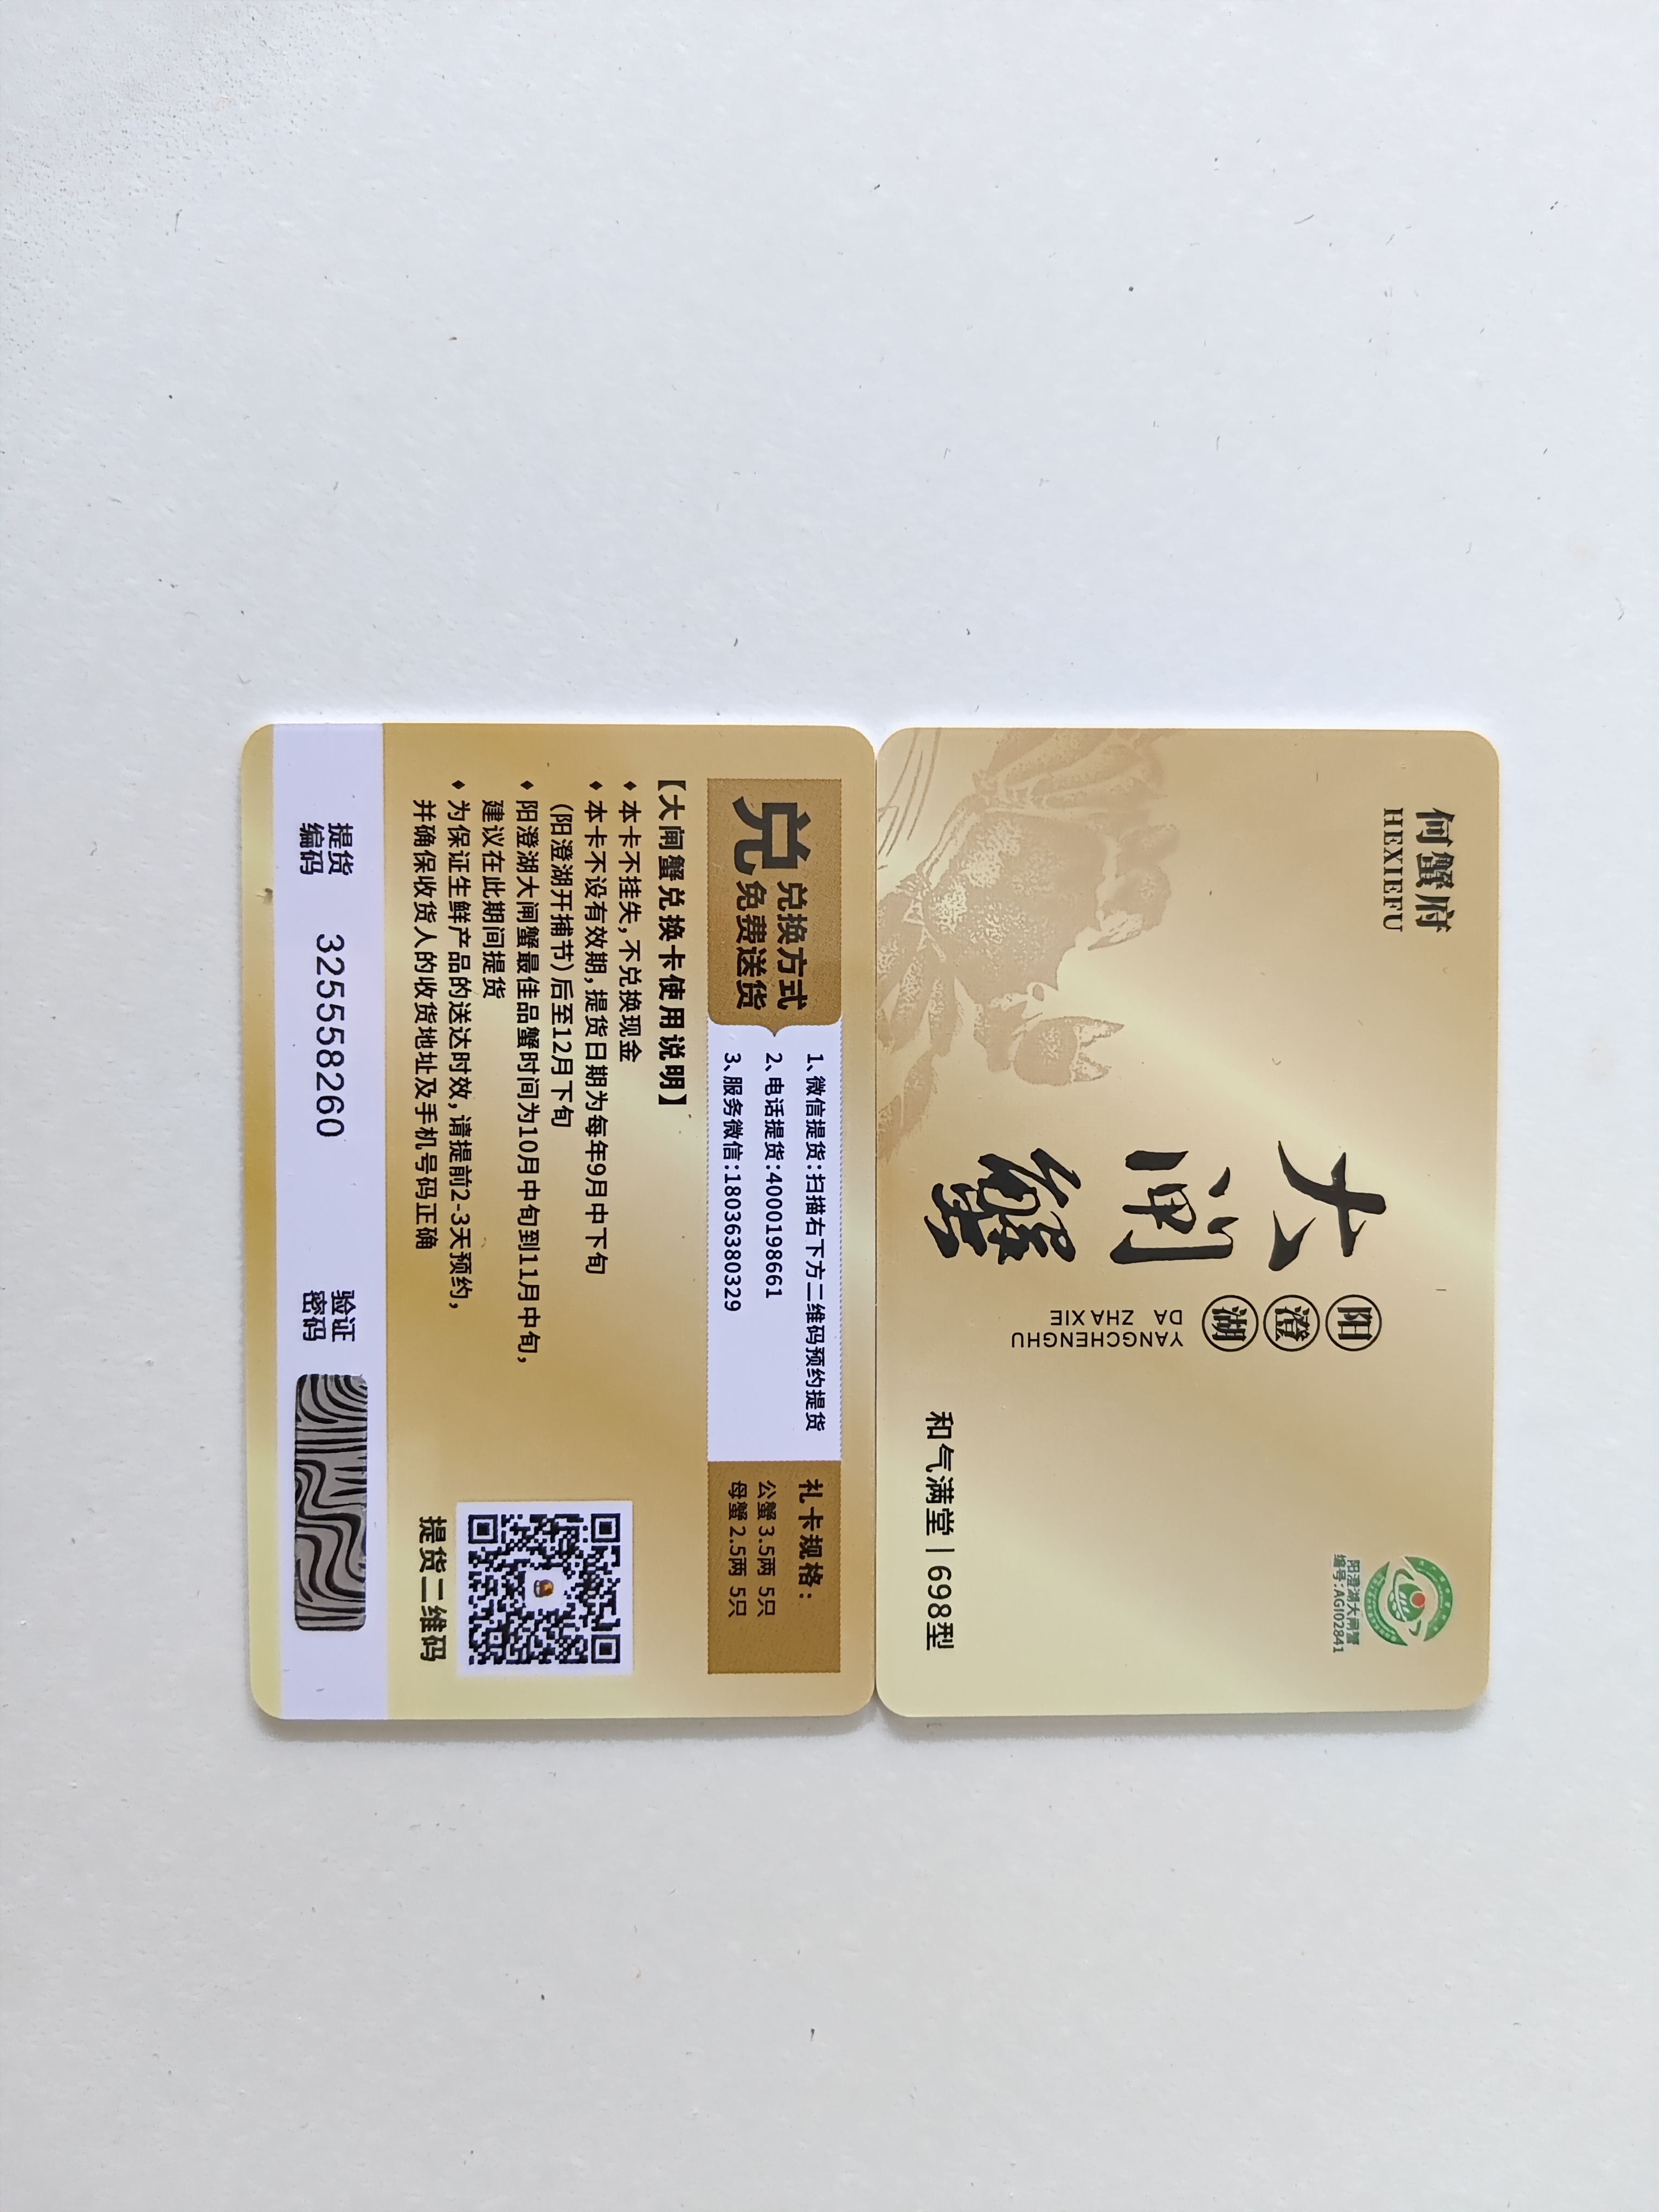 何蟹府
HEXIEFU
阳澄湖大闸蟹
编号:AGI02841
大闸蟹
阳澄湖
YANGCHENGHU
DA ZHA XIE
和气满堂|698型
兑
兑换方式
免费送货
1、微信提货:扫描右下方二维码预约提货
2、电话提货:4000198661
3、服务微信:18036380329
礼卡规格:
公蟹3.5两 5只
母蟹2.5两 5只
【大闸蟹兑换卡使用说明】
♦本卡不挂失,不兑换现金
♦本卡不设有效期,提货日期为每年9月中下旬
(阳澄湖开捕节)后至12月下旬
♦阳澄湖大闸蟹最佳品蟹时间为10月中旬到11月中旬,
建议在此期间提货
♦为保证生鲜产品的送达时效,请提前2-3天预约,
并确保收货人的收货地址及手机号码正确
提货二维码
提货
编码
325558260
验证
密码